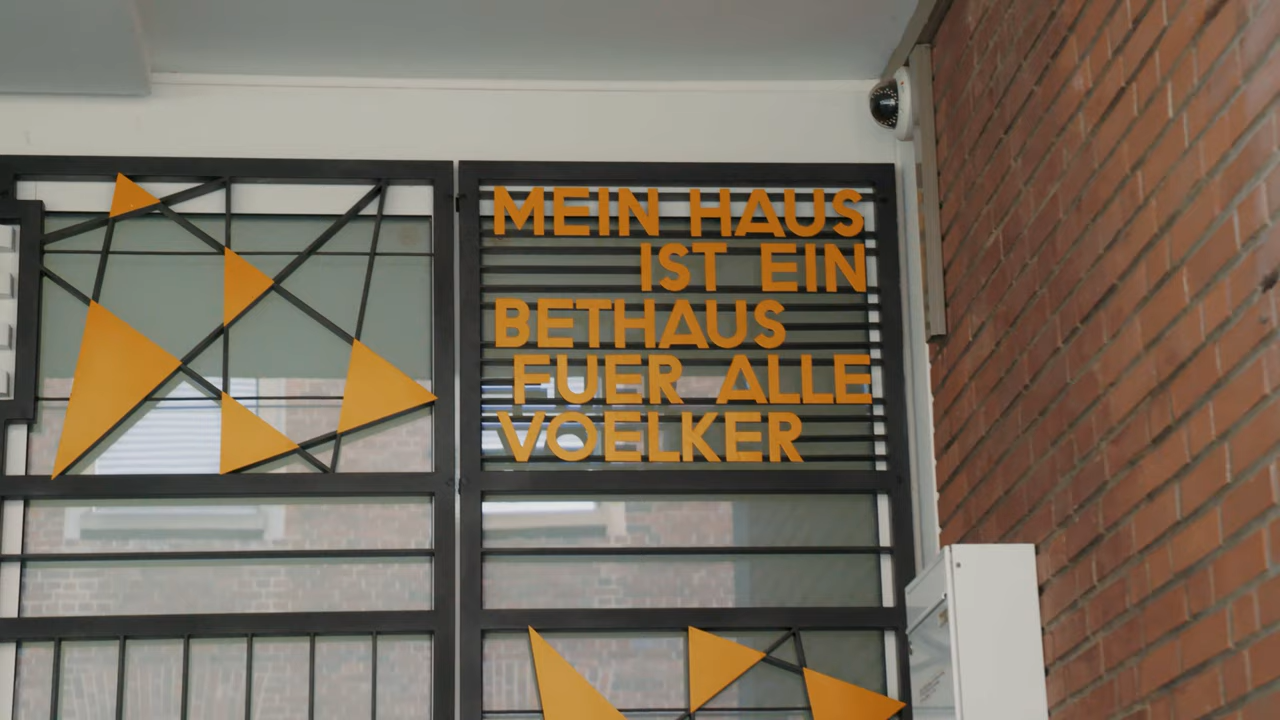 MEIN HAUS
IST EIN
BETHAUS
FUER ALLE
VOELKER